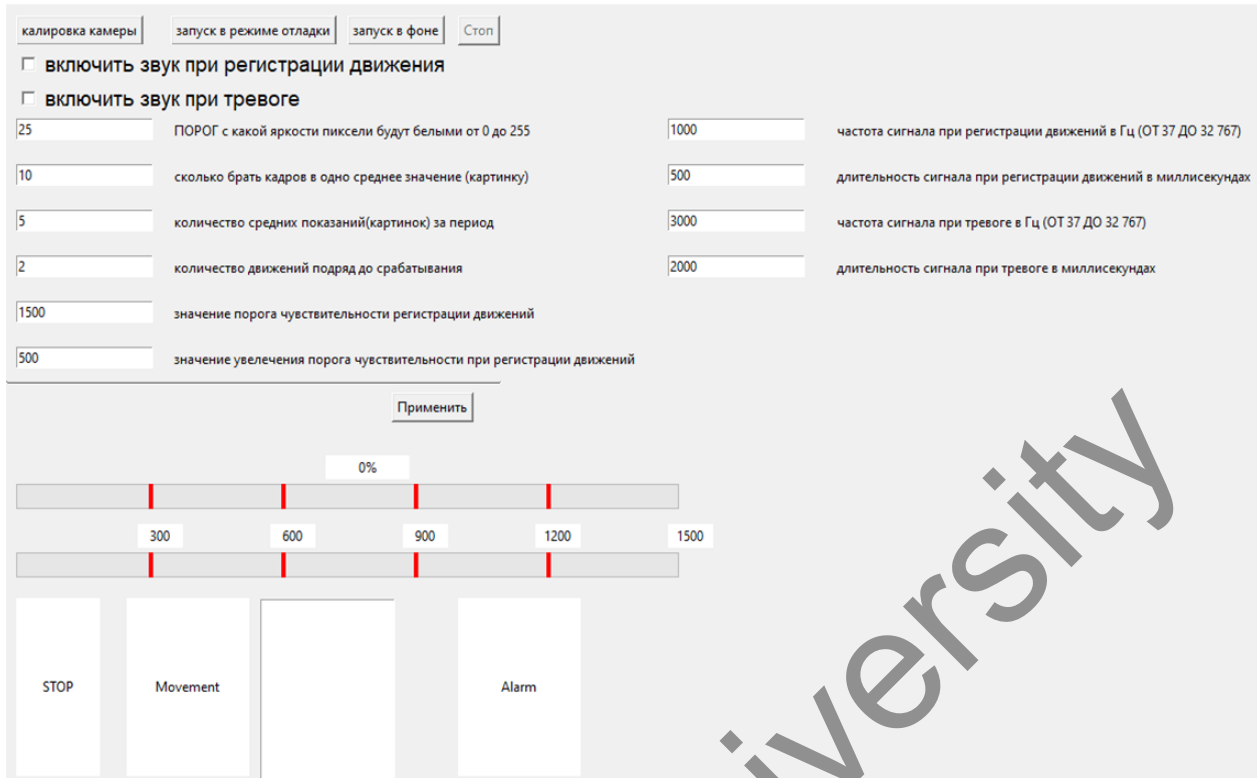 калировка камеры запуск в режиме отладки запуск в фоне Стоп
включить звук при регистрации движения
включить звук при тревоге
25 ПОРОГ с какой яркости пиксели будут белыми от 0 до 255 1000 частота сигнала при регистрации движений в Гц (ОТ 37 ДО 32 767)
10 сколько брать кадров в одно среднее значение (картинку) 500 длительность сигнала при регистрации движений в миллисекундах
5 количество средних показаний(картинок) за период 3000 частота сигнала при тревоге в Гц (ОТ 37 ДО 32 767)
2 количество движений подряд до срабатывания 2000 длительность сигнала при тревоге в миллисекундах
1500 значение порога чувствительности регистрации движений
500 значение увелечения порога чувствительности при регистрации движений
Применить
0%
300 600 900 1200 1500
STOP Movement Alarm
iversity